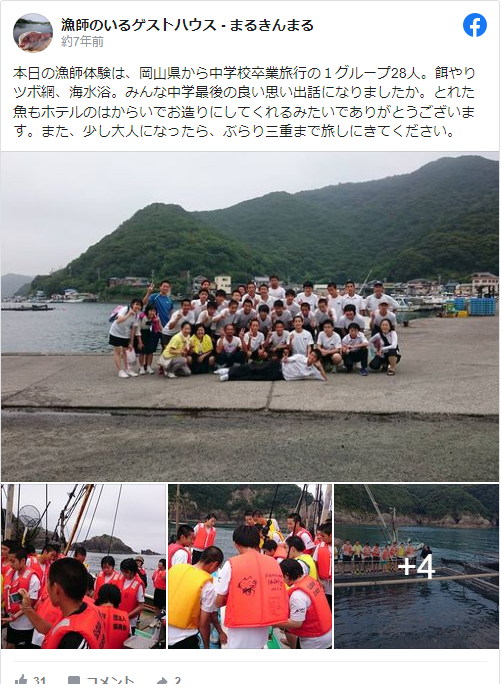 漁師のいるゲストハウス - まるきんまる
約7年前
本日の漁師体験は、岡山県から中学校卒業旅行の１グループ28人。餌やり
ツボ網、海水浴。みんな中学最後の良い思い出話になりましたか。とれた
魚もホテルのはからいでお造りにしてくれるみたいでありがとうございま
す。また、少し大人になったら、ぶらり三重まで旅しにきてください。
+4
31 コメント 2